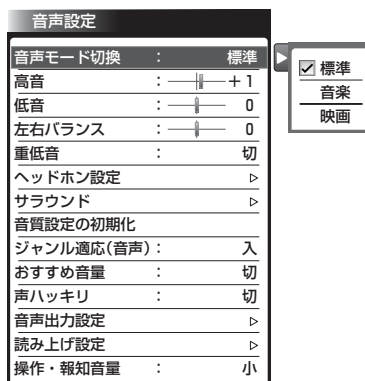 音声設定
音声モード切換 : 標準
高音 : +1
低音 : 0
左右バランス : 0
重低音 : 切
ヘッドホン設定
サラウンド
音質設定の初期化
ジャンル適応(音声) : 入
おすすめ音量 : 切
声ハッキリ : 切
音声出力設定
読み上げ設定
操作・報知音量 : 小
標準
音楽
映画